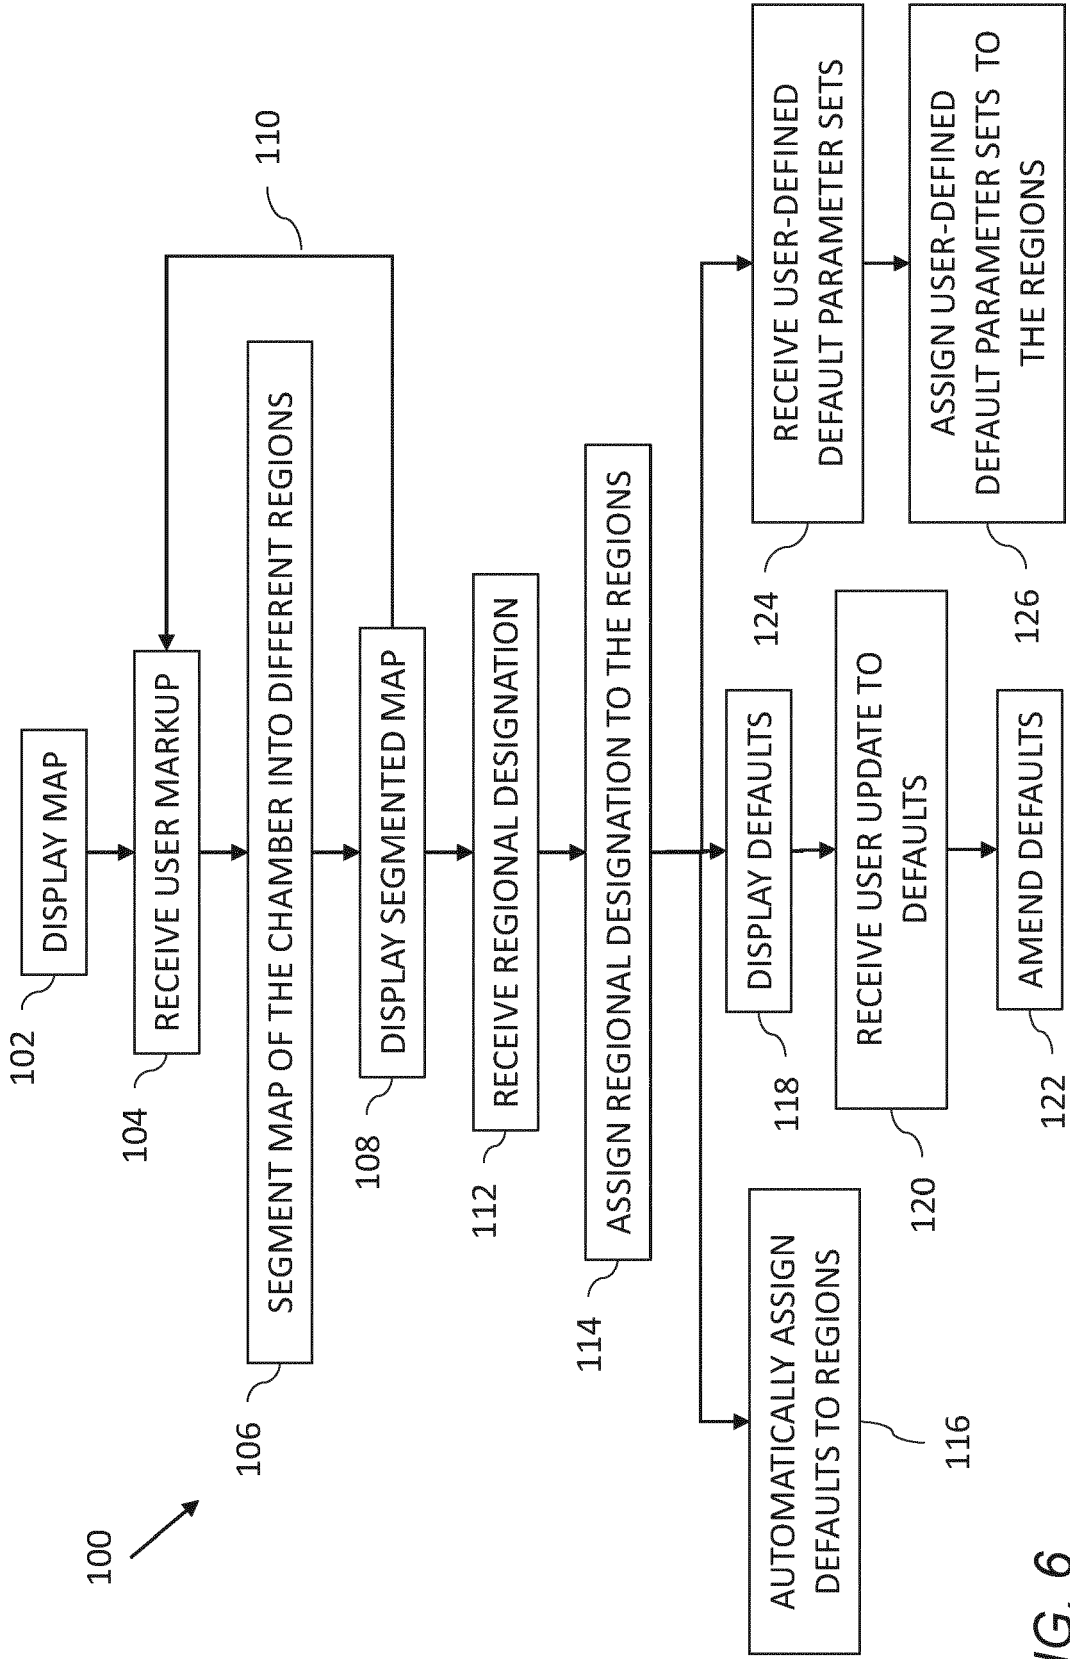 100
102
DISPLAY MAP
104
RECEIVE USER MARKUP
110
106
SEGMENT MAP OF THE CHAMBER INTO DIFFERENT REGIONS
108
DISPLAY SEGMENTED MAP
112
RECEIVE REGIONAL DESIGNATION
114
ASSIGN REGIONAL DESIGNATION TO THE REGIONS
AUTOMATICALLY ASSIGN
DEFAULTS TO REGIONS
116
118
DISPLAY DEFAULTS
120
RECEIVE USER UPDATE TO
DEFAULTS
122
AMEND DEFAULTS
124
RECEIVE USER-DEFINED
DEFAULT PARAMETER SETS
126
ASSIGN USER-DEFINED
DEFAULT PARAMETER SETS TO
THE REGIONS
IG. 6